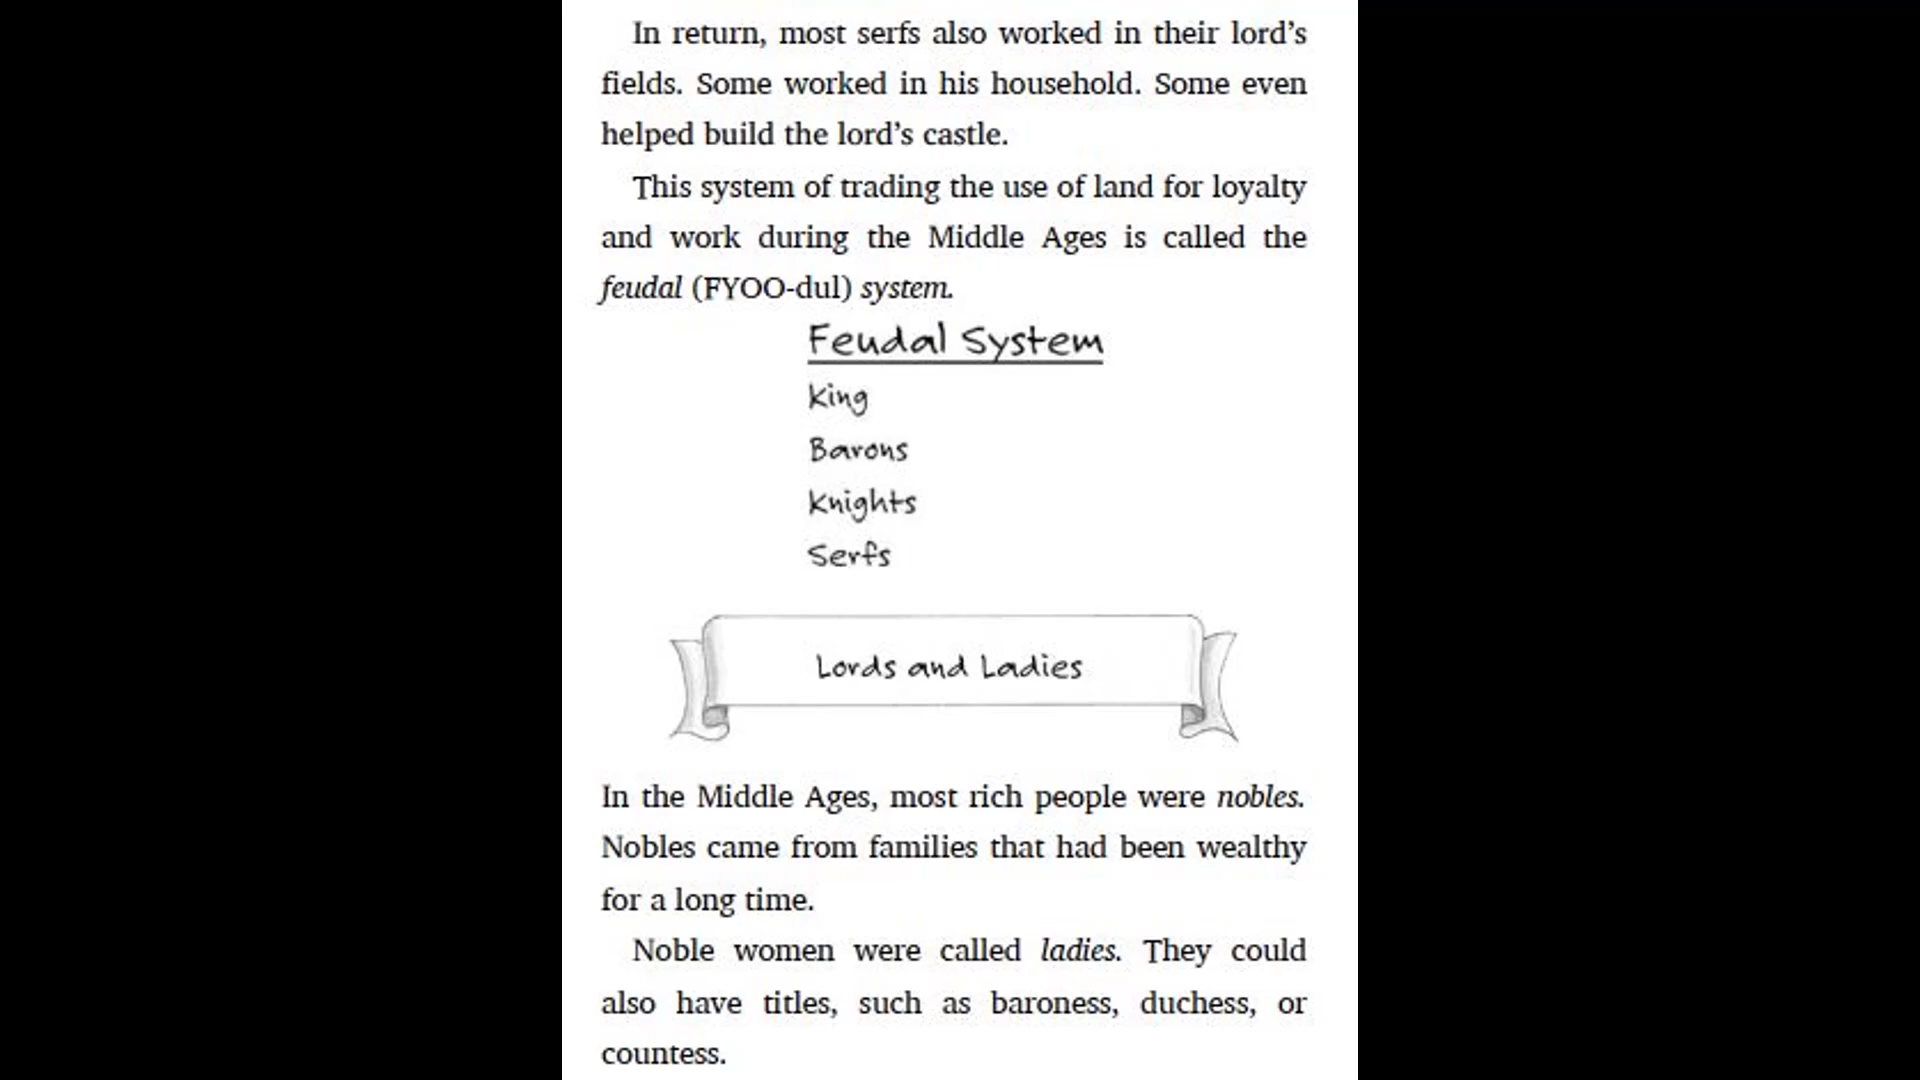 In return, most serfs also worked in their lord’s
fields. Some worked in his household. Some even
helped build the lord’s castle.
This system of trading the use of land for loyalty
and work during the Middle Ages is called the
feudal (FYOO-dul) system.
Feudal System
King
Barons
Knights
Serfs
Lords and Ladies
In the Middle Ages, most rich people were nobles.
Nobles came from families that had been wealthy
for a long time.
Noble women were called ladies. They could
also have titles, such as baroness, duchess, or
countess.